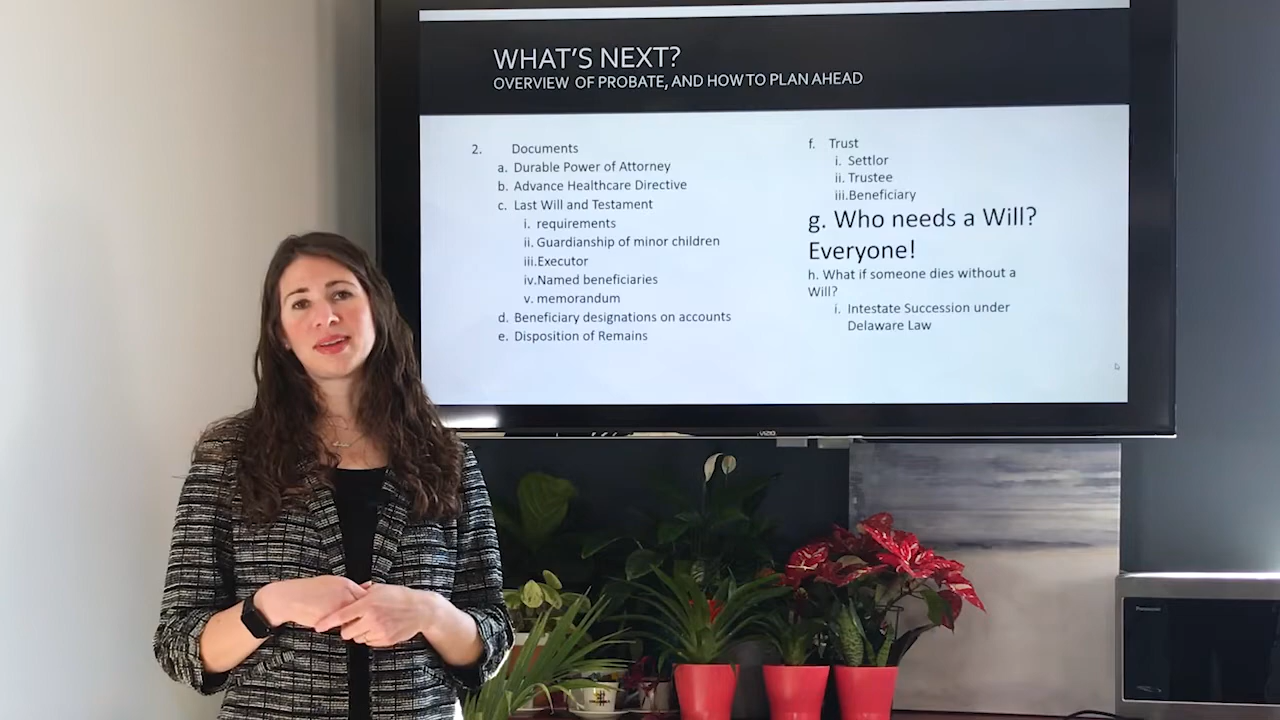 WHAT'S NEXT?
OVERVIEW OF PROBATE, AND HOW TO PLAN AHEAD
2. Documents
a. Durable Power of Attorney
b. Advance Healthcare Directive
c. Last Will and Testament
i. requirements
ii. Guardianship of minor children
iii.Executor
iv.Named beneficiaries
v. memorandum
d. Beneficiary designations on accounts
e. Disposition of Remains
f. Trust
i. Settlor
ii. Trustee
iii.Beneficiary
g. Who needs a Will?
Everyone!
h. What if someone dies without a
Will?
i. Intestate Succession under
Delaware Law
VIZIO
Panasonic